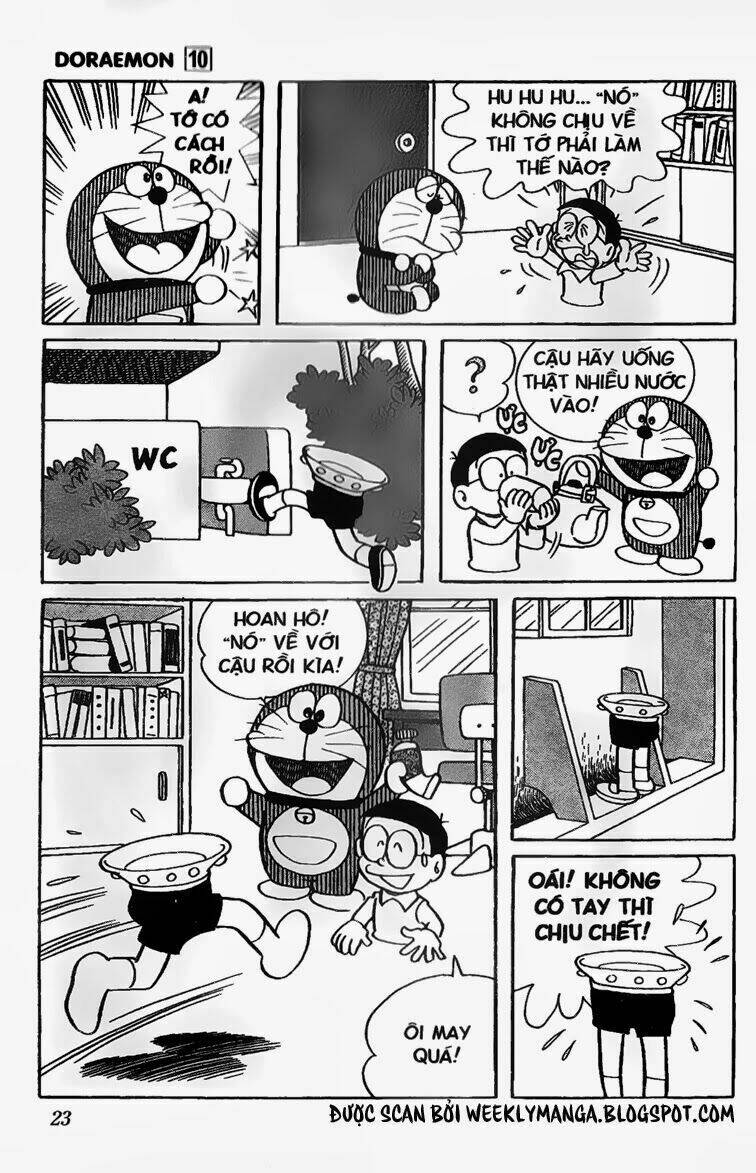 DORAEMON 10
A!
TỚ CÓ
CÁCH
RỒI!
HU HU HU... "NÓ"
KHÔNG CHỊU VỀ
THÌ TỚ PHẢI LÀM
THẾ NÀO?
WC
?
CẬU HÃY UỐNG
THẬT NHIỀU NƯỚC
VÀO!
ỰC
ỰC
HOAN HÔ!
"NÓ" VỀ VỚI
CẬU RỒI KÌA!
ÔI MAY
QUÁ!
OÁI! KHÔNG
CÓ TAY THÌ
CHỊU CHẾT!
23
ĐƯỢC SCAN BỞI WEEKLYMANGA.BLOGSPOT.COM